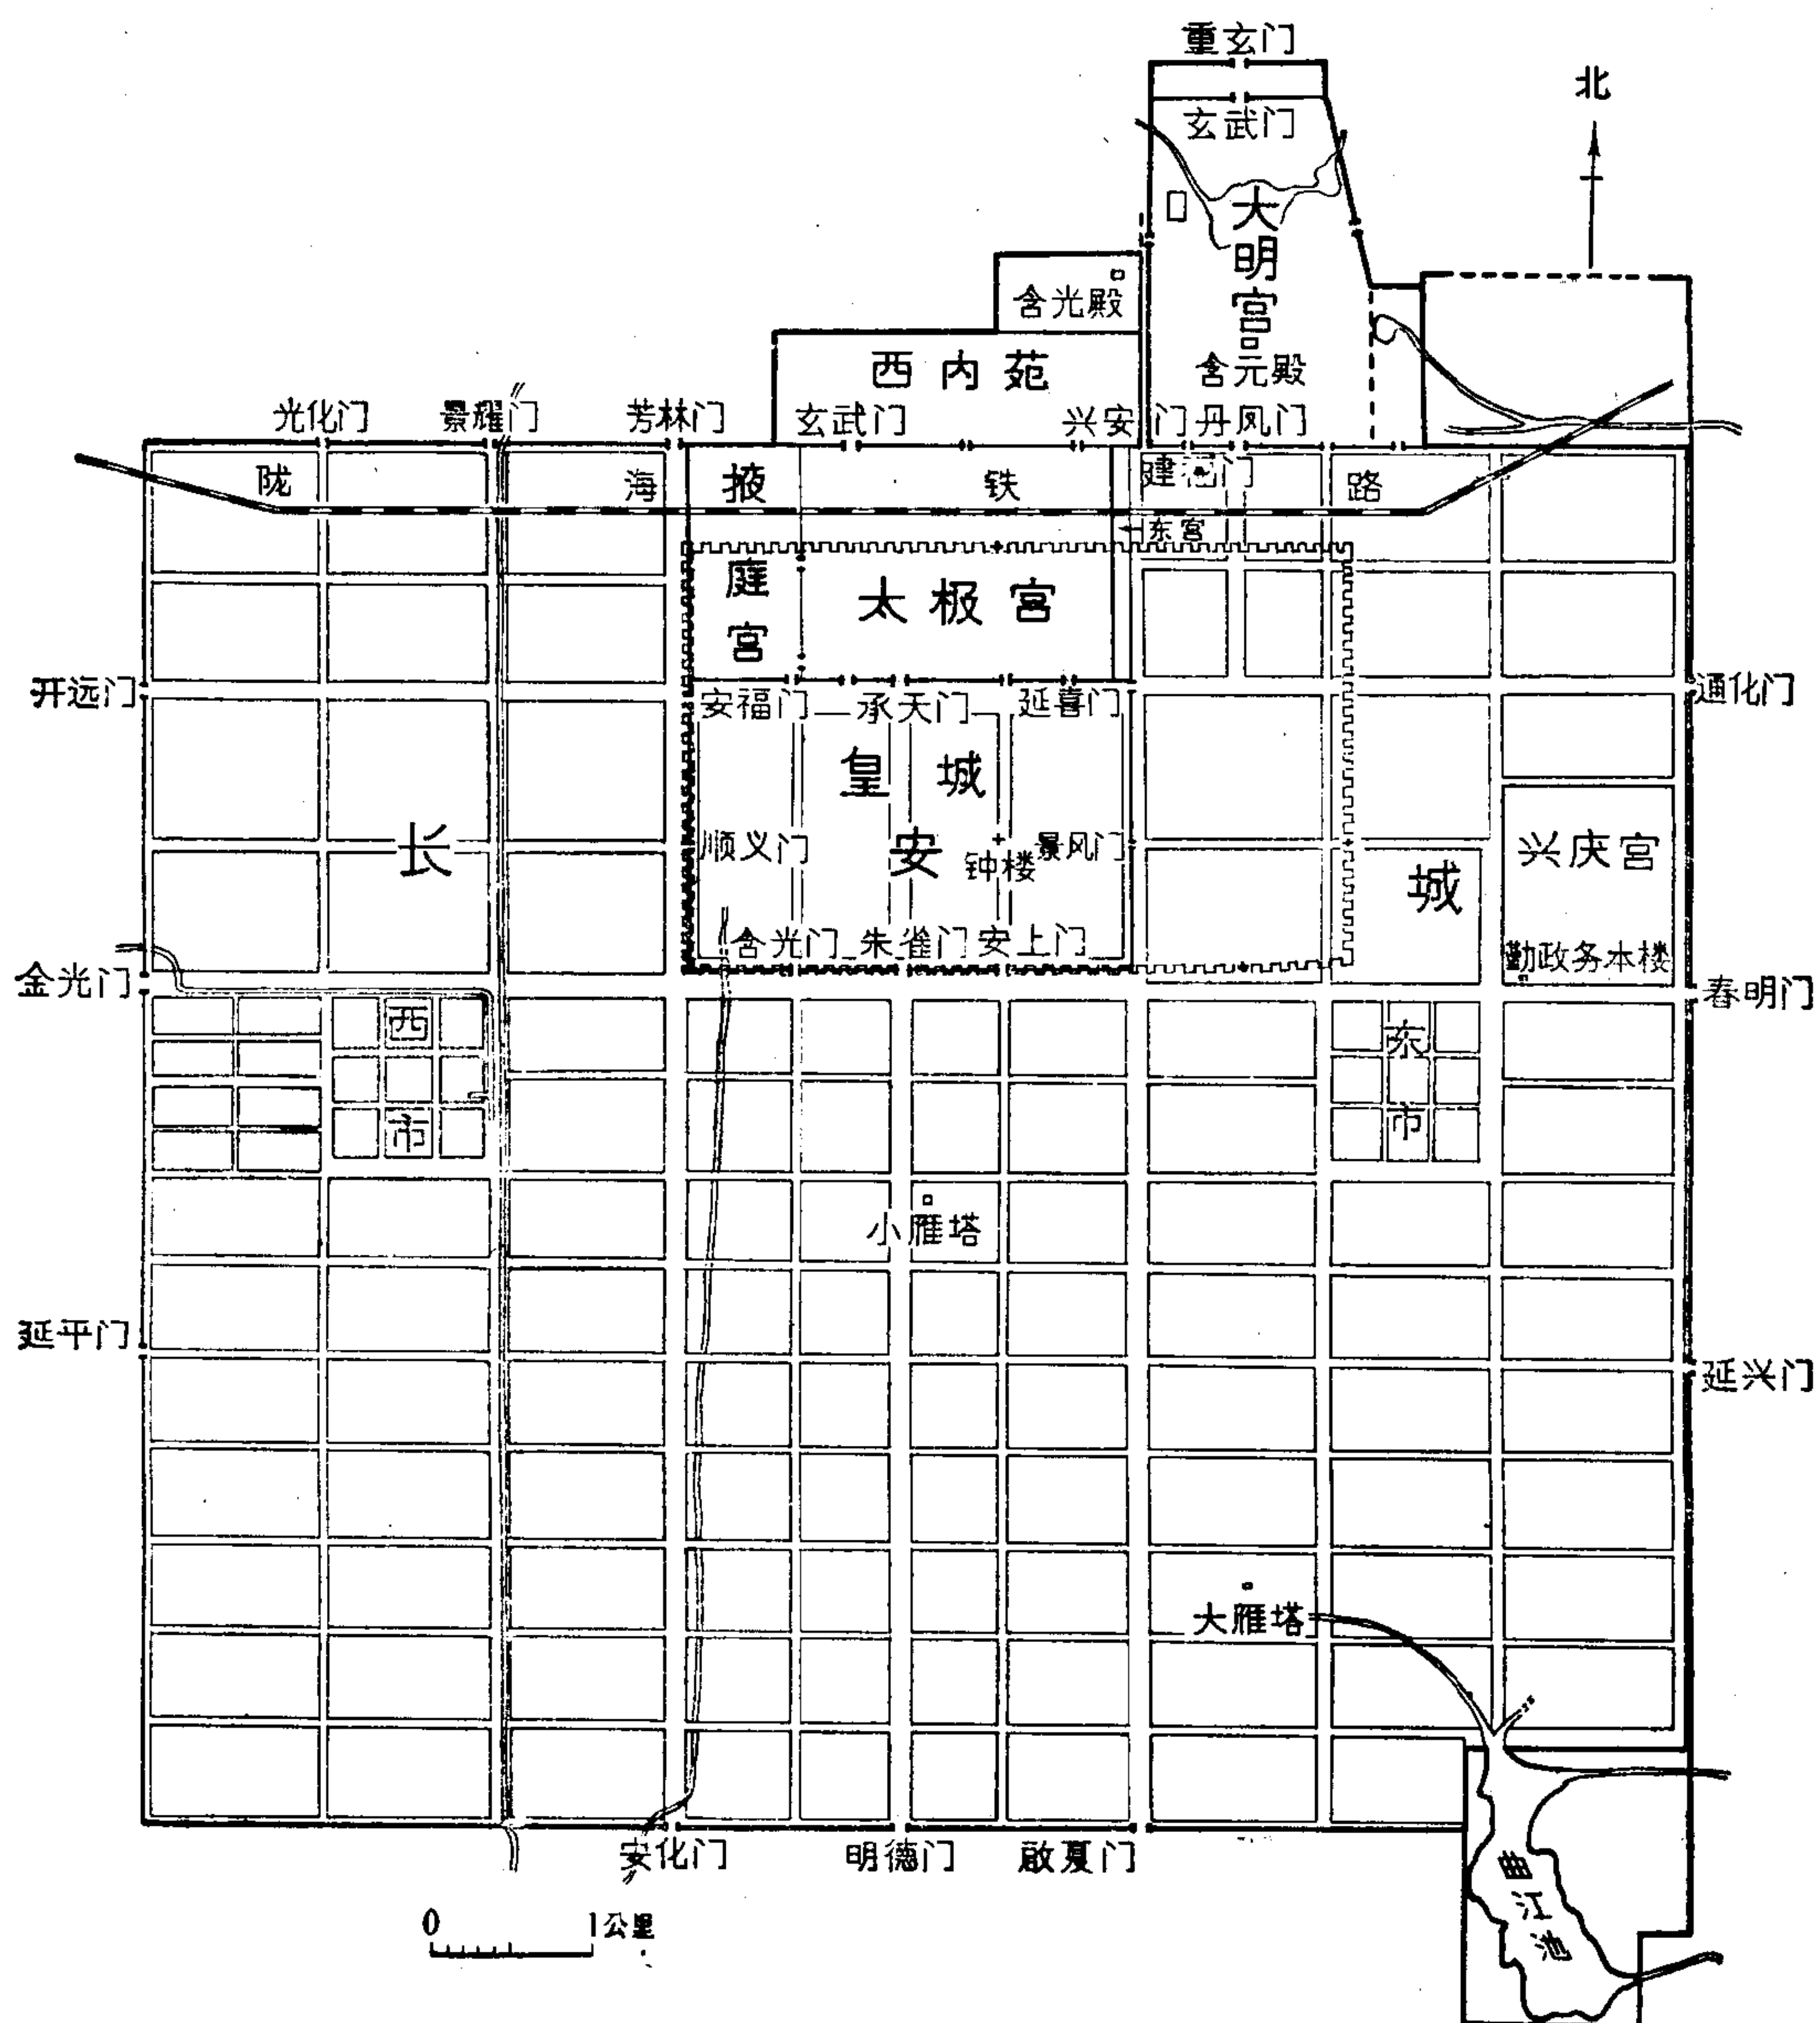 重玄门
北
玄武门
大明宫
含光殿
西内苑
含元殿
光化门
景耀门
芳林门
玄武门
兴安门
丹凤门
陇海铁路
建福门
掖庭宫
东宫
太极宫
开远门
通化门
安福门
承天门
延喜门
皇城
长安城
顺义门
钟楼
景风门
兴庆宫
含光门
朱雀门
安上门
勤政务本楼
金光门
春明门
西市
东市
小雁塔
延平门
延兴门
大雁塔
安化门
明德门
啟夏门
曲江池
0 1公里